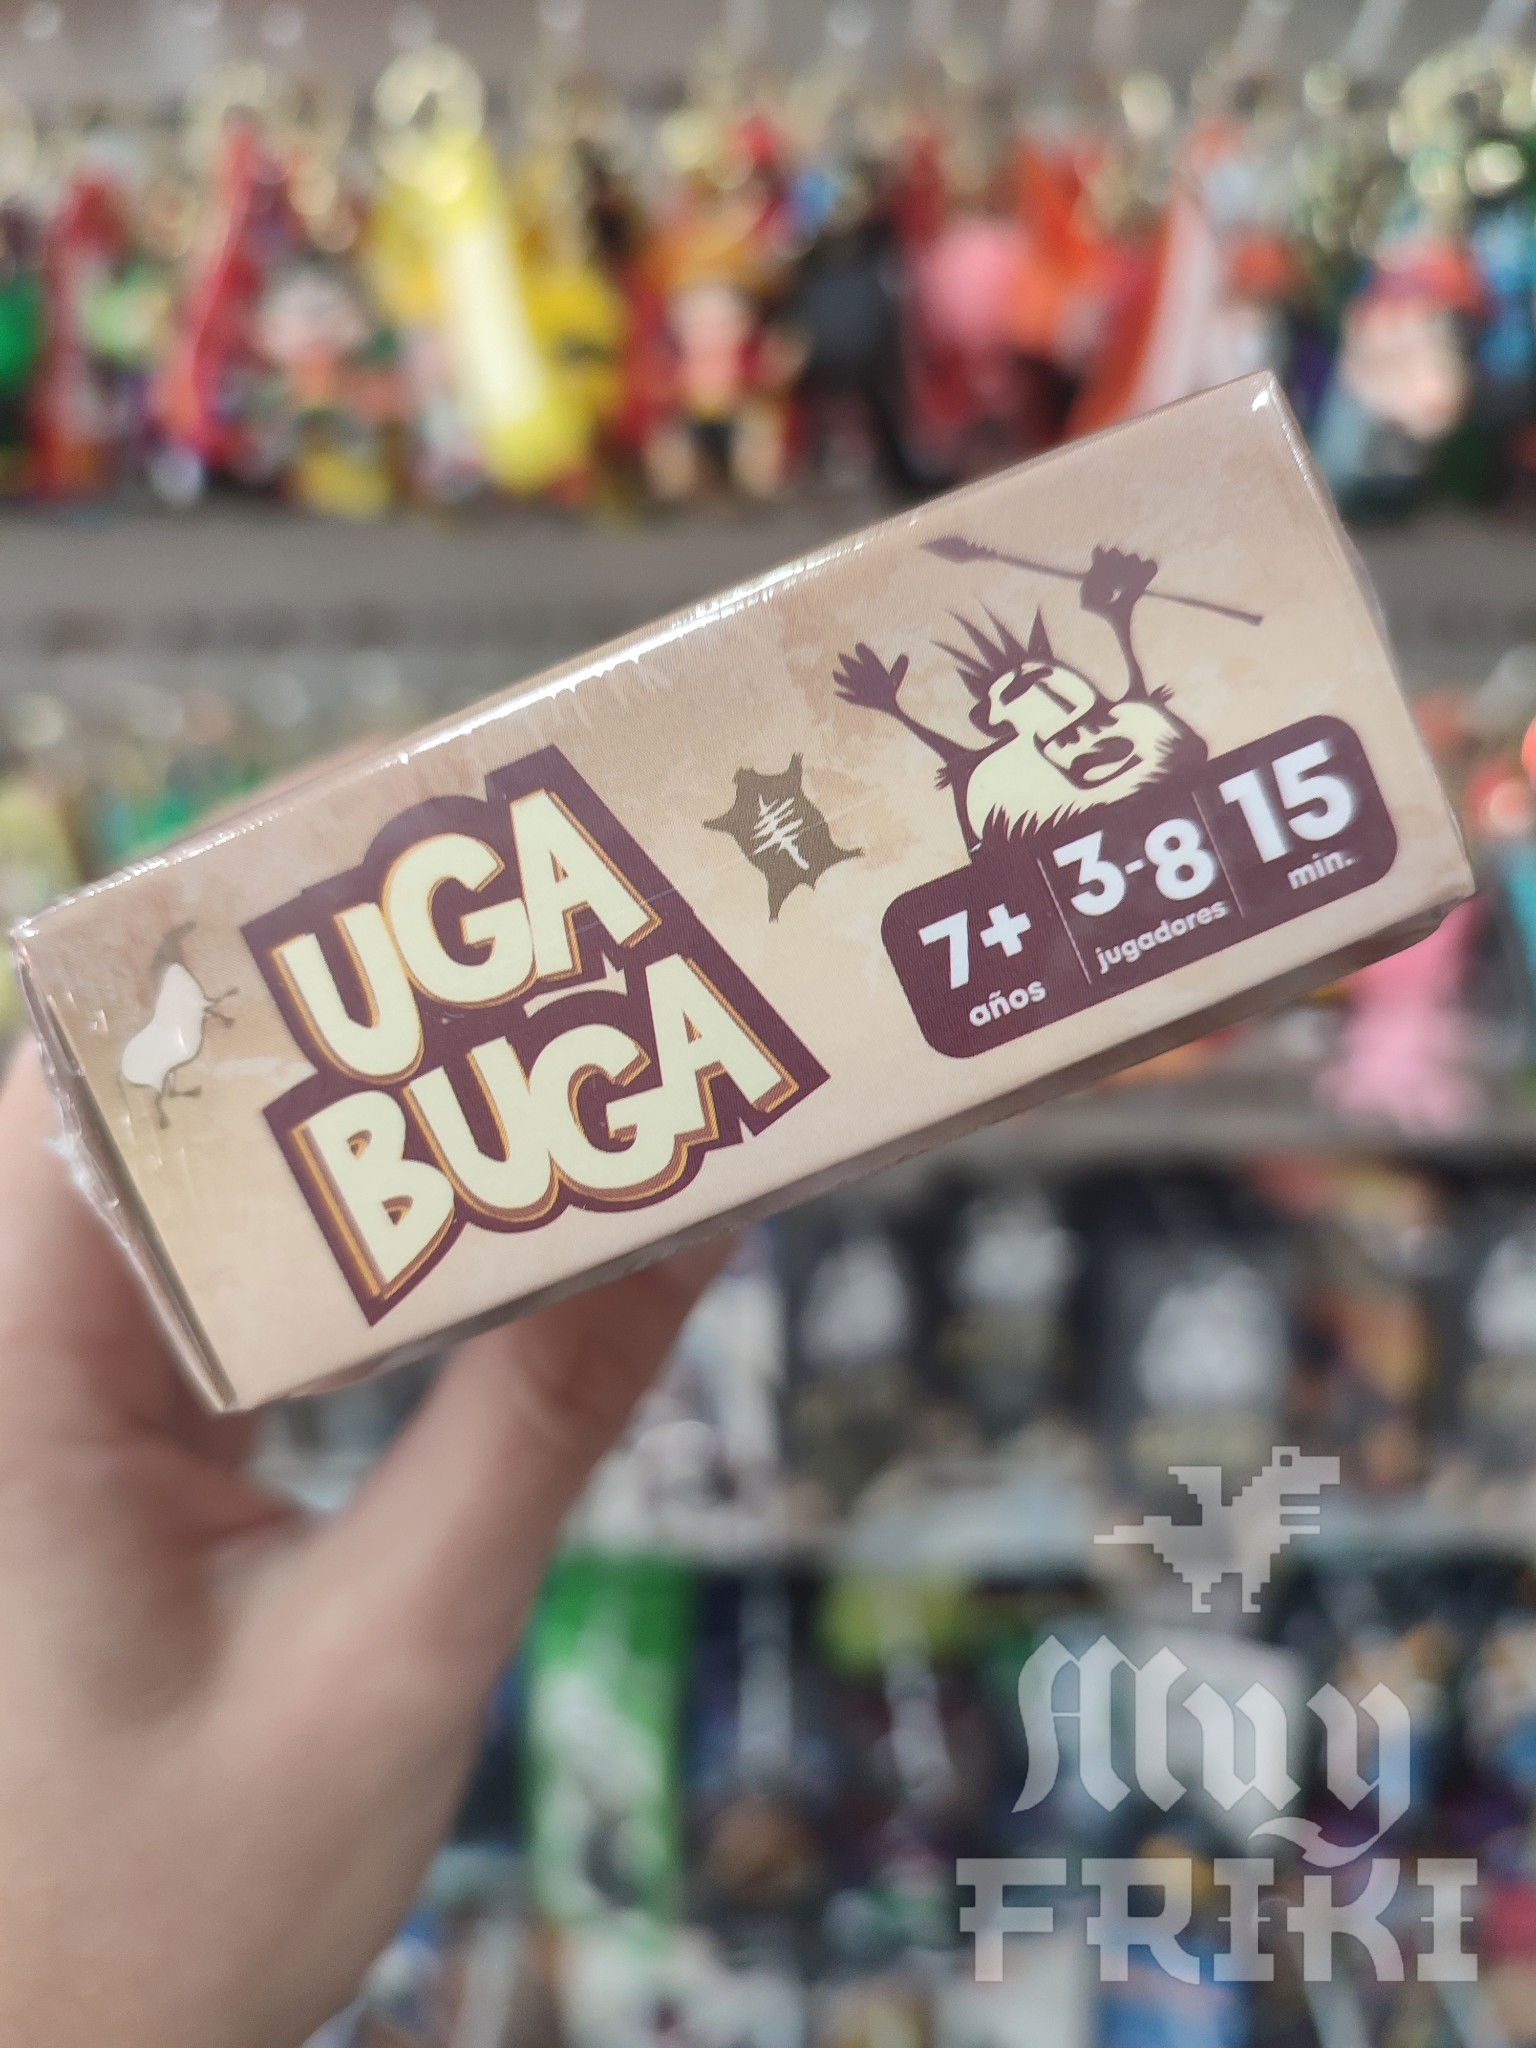 UGA
BUGA
7+
años
3-8
jugadores
15
min.
Muy
FRIKI